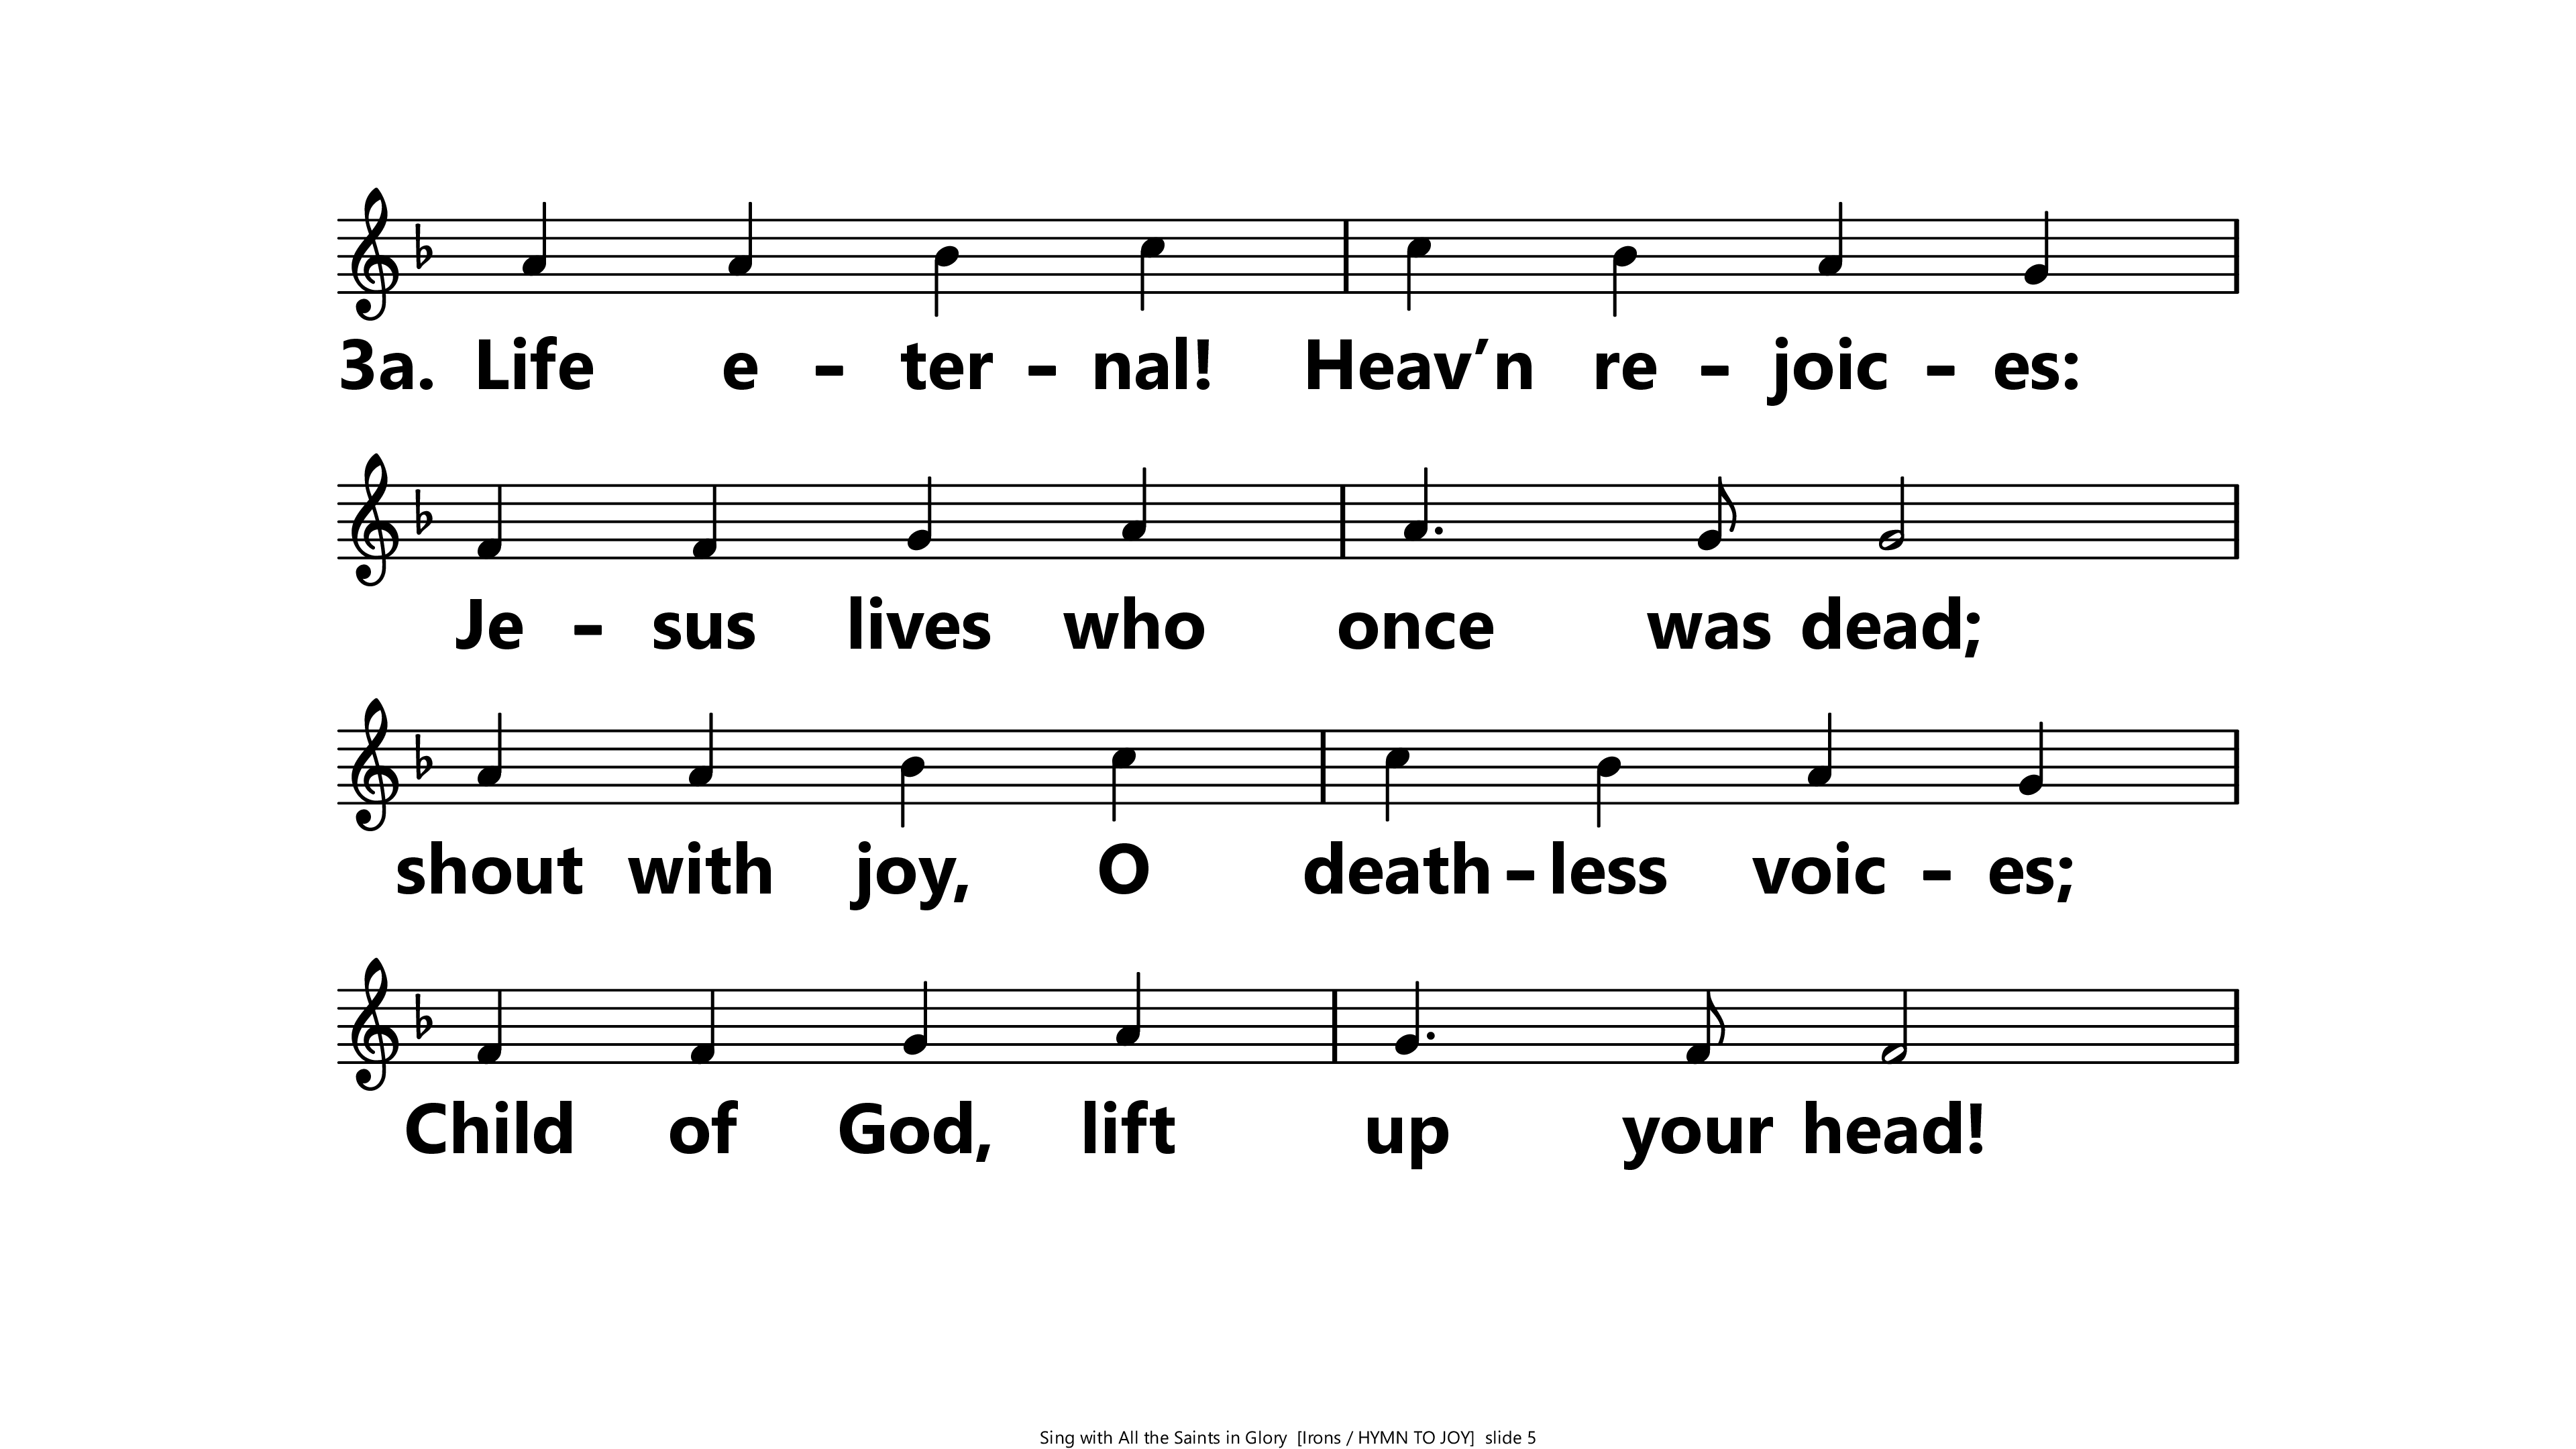 3a. Life e - ter - nal! Heav’n re - joic - es:
Je - sus lives who once was dead;
shout with joy, O death - less voic - es;
Child of God, lift up your head!
Sing with All the Saints in Glory [Irons / HYMN TO JOY] slide 5